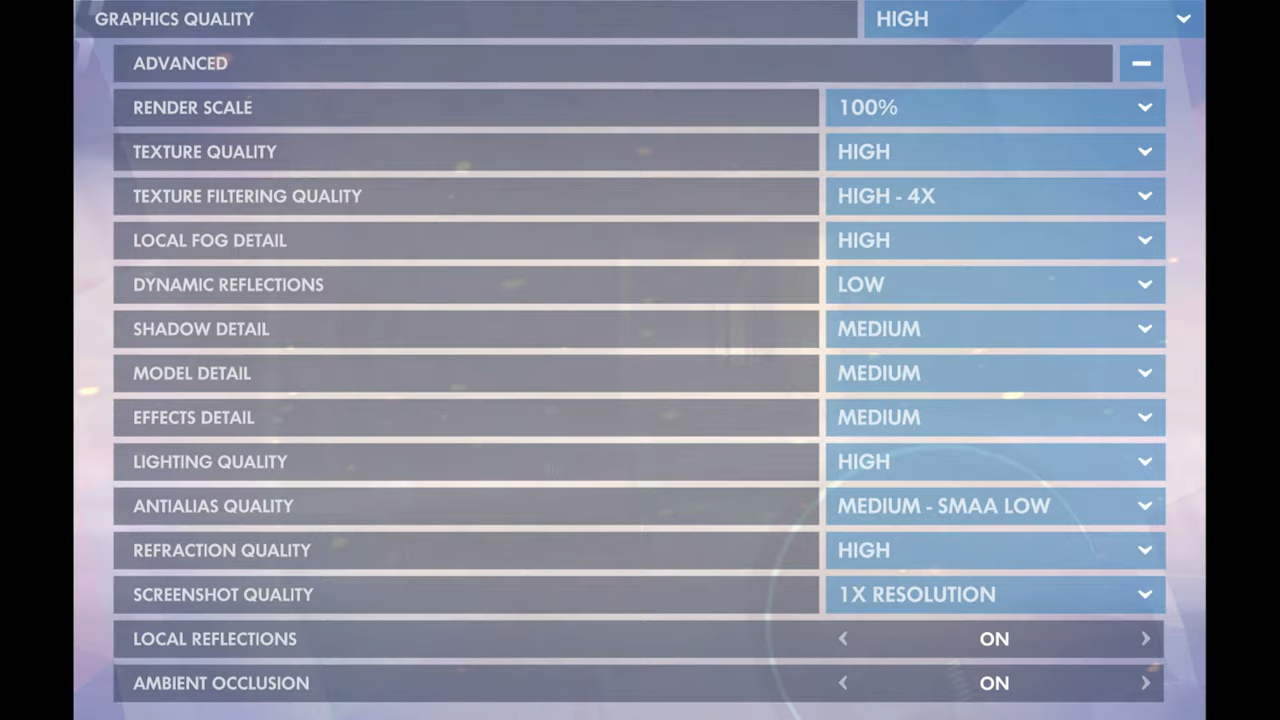 GRAPHICS QUALITY HIGH
ADVANCED
RENDER SCALE 100%
TEXTURE QUALITY HIGH
TEXTURE FILTERING QUALITY HIGH - 4X
LOCAL FOG DETAIL HIGH
DYNAMIC REFLECTIONS LOW
SHADOW DETAIL MEDIUM
MODEL DETAIL MEDIUM
EFFECTS DETAIL MEDIUM
LIGHTING QUALITY HIGH
ANTIALIAS QUALITY MEDIUM - SMAA LOW
REFRACTION QUALITY HIGH
SCREENSHOT QUALITY 1X RESOLUTION
LOCAL REFLECTIONS ON
AMBIENT OCCLUSION ON